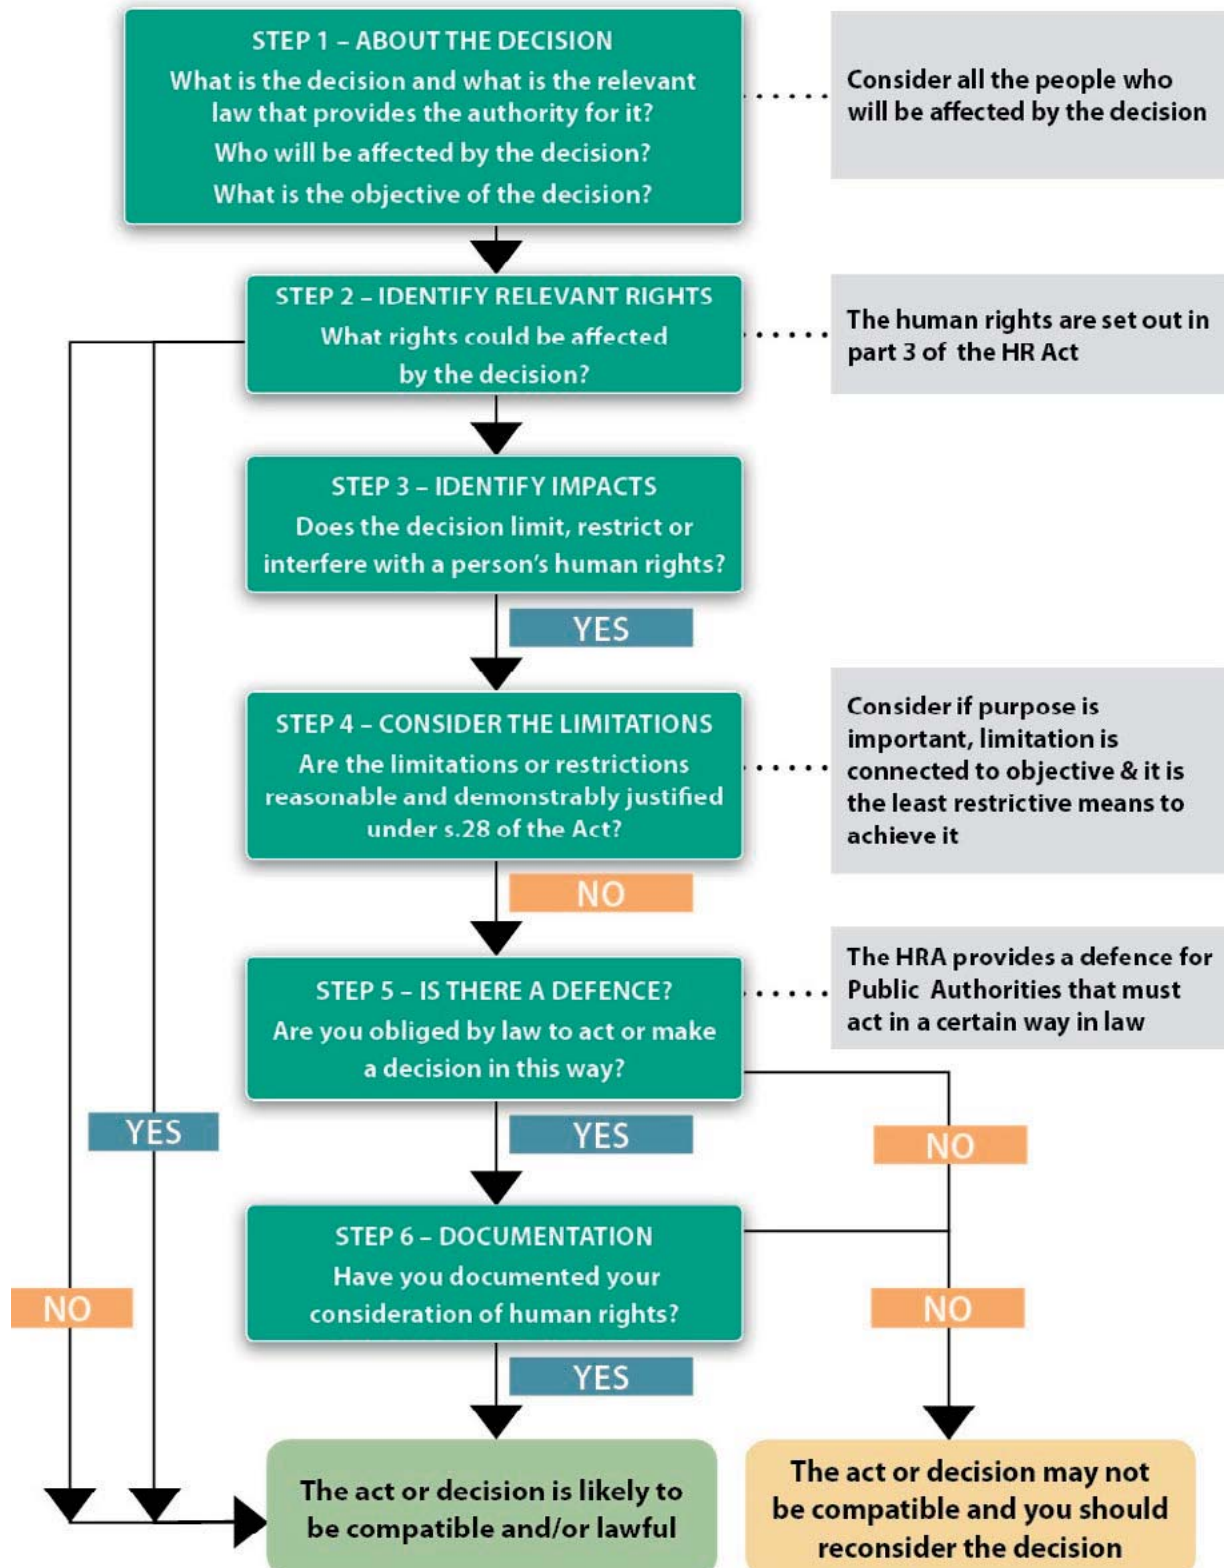 STEP 1 – ABOUT THE DECISION
What is the decision and what is the relevant
law that provides the authority for it?
Who will be affected by the decision?
What is the objective of the decision?
Consider all the people who
will be affected by the decision
STEP 2 – IDENTIFY RELEVANT RIGHTS
What rights could be affected
by the decision?
The human rights are set out in
part 3 of the HR Act
STEP 3 – IDENTIFY IMPACTS
Does the decision limit, restrict or
interfere with a person's human rights?
YES
STEP 4 – CONSIDER THE LIMITATIONS
Are the limitations or restrictions
reasonable and demonstrably justified
under s.28 of the Act?
Consider if purpose is
important, limitation is
connected to objective & it is
the least restrictive means to
achieve it
NO
STEP 5 – IS THERE A DEFENCE?
Are you obliged by law to act or make
a decision in this way?
The HRA provides a defence for
Public Authorities that must
act in a certain way in law
YES
YES
NO
STEP 6 – DOCUMENTATION
Have you documented your
consideration of human rights?
NO
NO
YES
The act or decision is likely to
be compatible and/or lawful
The act or decision may not
be compatible and you should
reconsider the decision